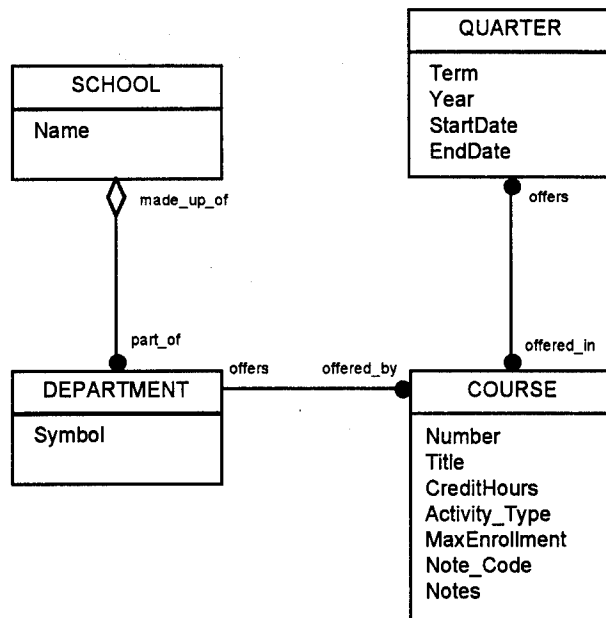 QUARTER
Term
Year
StartDate
EndDate
SCHOOL
Name
made_up_of
offers
part_of
offered_in
DEPARTMENT
Symbol
offers
offered_by
COURSE
Number
Title
CreditHours
Activity_Type
MaxEnrollment
Note_Code
Notes